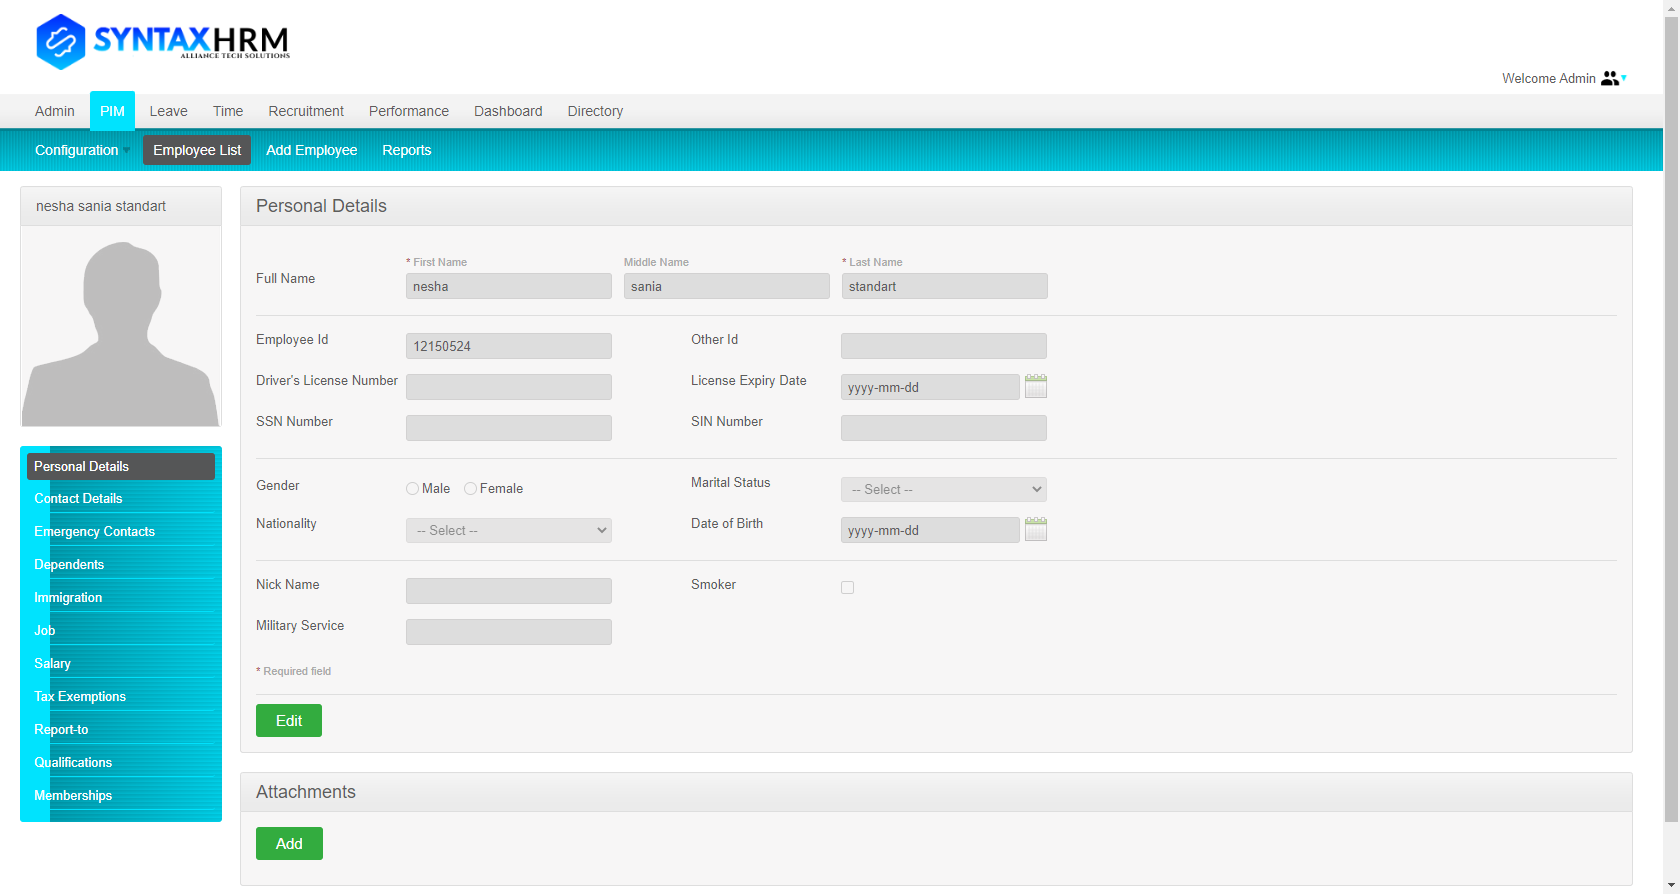 SYNTAXHRM
ALLIANCE TECH SOLUTIONS
Welcome Admin
Admin PIM Leave Time Recruitment Performance Dashboard Directory
Configuration Employee List Add Employee Reports
nesha sania standart
Personal Details
Contact Details
Emergency Contacts
Dependents
Immigration
Job
Salary
Tax Exemptions
Report-to
Qualifications
Memberships
Personal Details
* First Name Middle Name * Last Name
Full Name nesha sania standart
Employee Id 12150524 Other Id
Driver's License Number License Expiry Date yyyy-mm-dd
SSN Number SIN Number
Gender Male Female Marital Status -- Select --
Nationality -- Select -- Date of Birth yyyy-mm-dd
Nick Name Smoker
Military Service
* Required field
Edit
Attachments
Add